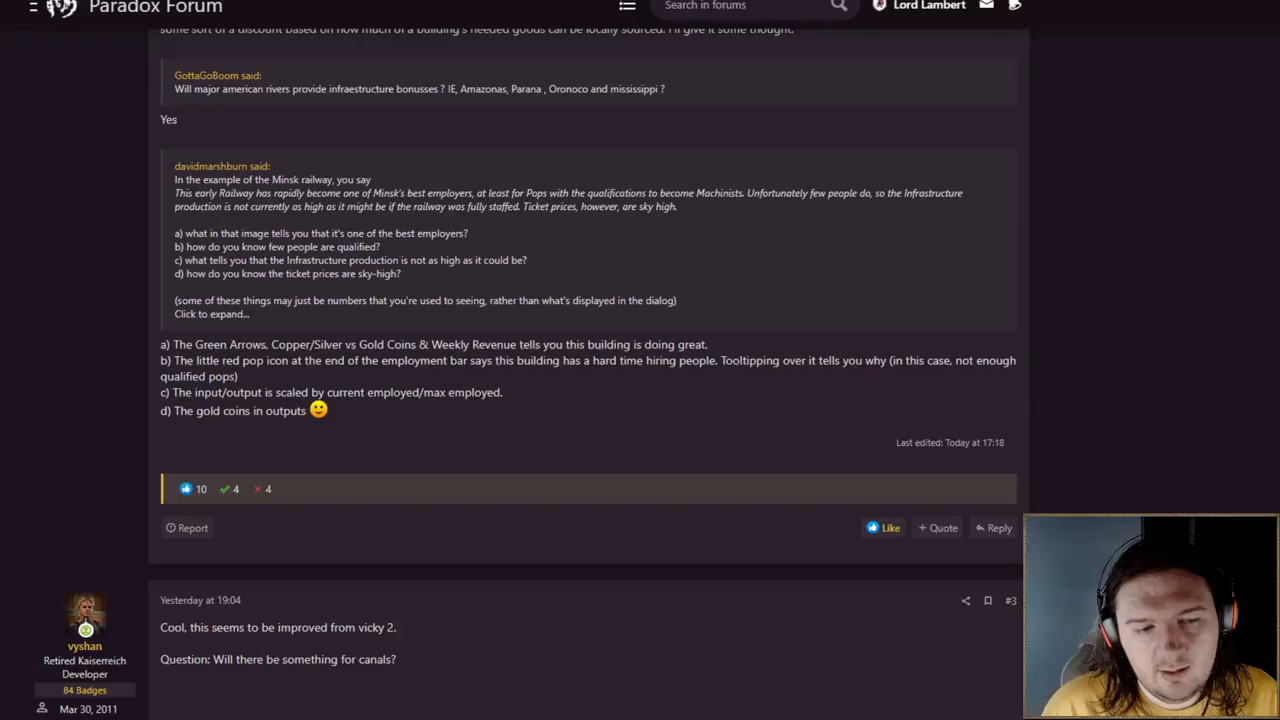 Paradox Forum
Search in forums
Lord Lambert
some sort of a discount based on how much of a building's needed goods can be locally sourced. I'll give it some thought.
GottaGoBoom said:
Will major american rivers provide infraestructure bonusses ? IE, Amazonas, Parana , Oronoco and mississippi ?
Yes
davidmarshburn said:
In the example of the Minsk railway, you say
This early Railway has rapidly become one of Minsk's best employers, at least for Pops with the qualifications to become Machinists. Unfortunately few people do, so the Infrastructure
production is not currently as high as it might be if the railway was fully staffed. Ticket prices, however, are sky high.
a) what in that image tells you that it's one of the best employers?
b) how do you know few people are qualified?
c) what tells you that the Infrastructure production is not as high as it could be?
d) how do you know the ticket prices are sky-high?
(some of these things may just be numbers that you're used to seeing, rather than what's displayed in the dialog)
Click to expand...
a) The Green Arrows, Copper/Silver vs Gold Coins & Weekly Revenue tells you this building is doing great.
b) The little red pop icon at the end of the employment bar says this building has a hard time hiring people. Tooltipping over it tells you why (in this case, not enough
qualified pops)
c) The input/output is scaled by current employed/max employed.
d) The gold coins in outputs
Last edited: Today at 17:18
10 4 4
Report
Like
+ Quote
Reply
Yesterday at 19:04
#3
vyshan
Retired Kaiserreich
Developer
84 Badges
Mar 30, 2011
Cool, this seems to be improved from vicky 2.
Question: Will there be something for canals?